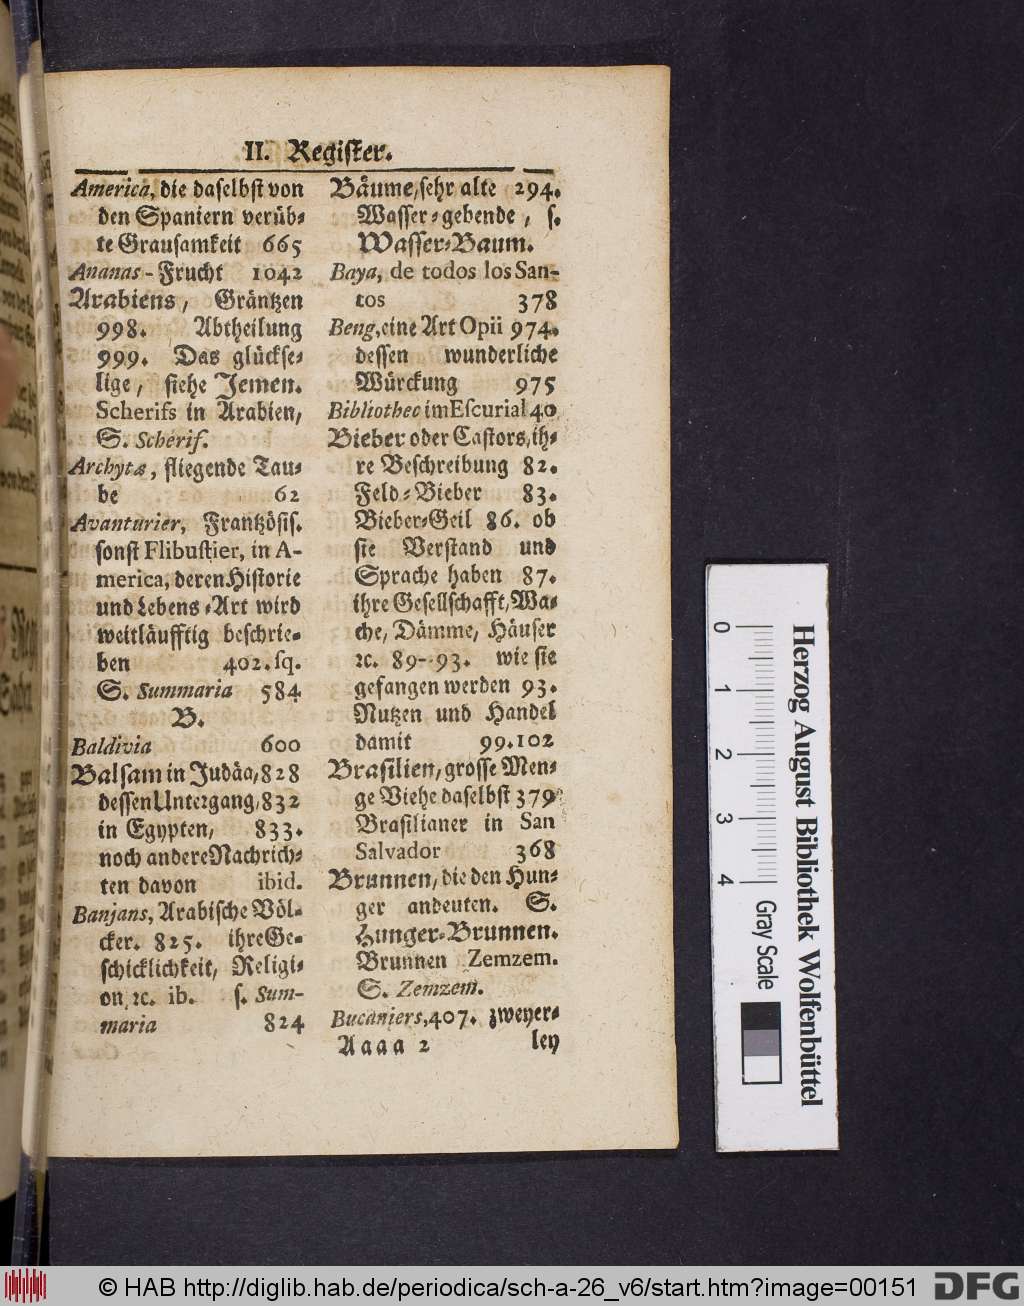 II. Register.
America, die daselbst von
den Spaniern verüb-
te Grausamkeit 665
Ananas-Frucht 1042
Arabiens, Gräntzen
998. Abtheilung
999. Das glückse-
lige, siehe Jemen.
Scherifs in Arabien,
S. Scherif.
Archytæ, fliegende Tau-
be 62
Avanturier, Frantzösis.
sonst Flibustier, in A-
merica, deren Historie
und Lebens-Art wird
weitläufftig beschrie-
ben 402. sq.
S. Summaria 584
B.
Baldivia 600
Balsam in Judäa, 828
dessen Untergang, 832
in Egypten, 833.
noch andere Nachrich-
ten davon ibid.
Banjans, Arabische Völ-
cker. 825. ihre Ge-
schicklichkeit, Religi-
on ꝛc. ib. s. Sum-
maria 824
Bäume, sehr alte 294.
Wasser-gebende, s.
Wasser-Baum.
Baya, de todos los San-
tos 378
Beng, eine Art Opii 974.
dessen wunderliche
Würckung 975
Bibliothec im Escurial 40
Bieber oder Castors, ih-
re Beschreibung 82.
Feld-Bieber 83.
Bieber-Geil 86. ob
sie Verstand und
Sprache haben 87.
ihre Gesellschafft, Wa-
che, Dämme, Häuser
ꝛc. 89--93. wie sie
gefangen werden 93.
Nutzen und Handel
damit 99. 102
Brasilien, grosse Men-
ge Viehe daselbst 379
Brasilianer in San
Salvador 368
Brunnen, die den Hun-
ger andeuten. S.
Hunger-Brunnen.
Brunnen Zemzem.
S. Zemzem.
Bucaniers, 407. zweyer-
Aaaa 2 ley
0 1 2 3 4
Gray Scale
Herzog August Bibliothek Wolfenbüttel
© HAB http://diglib.hab.de/periodica/sch-a-26_v6/start.htm?image=00151
DFG